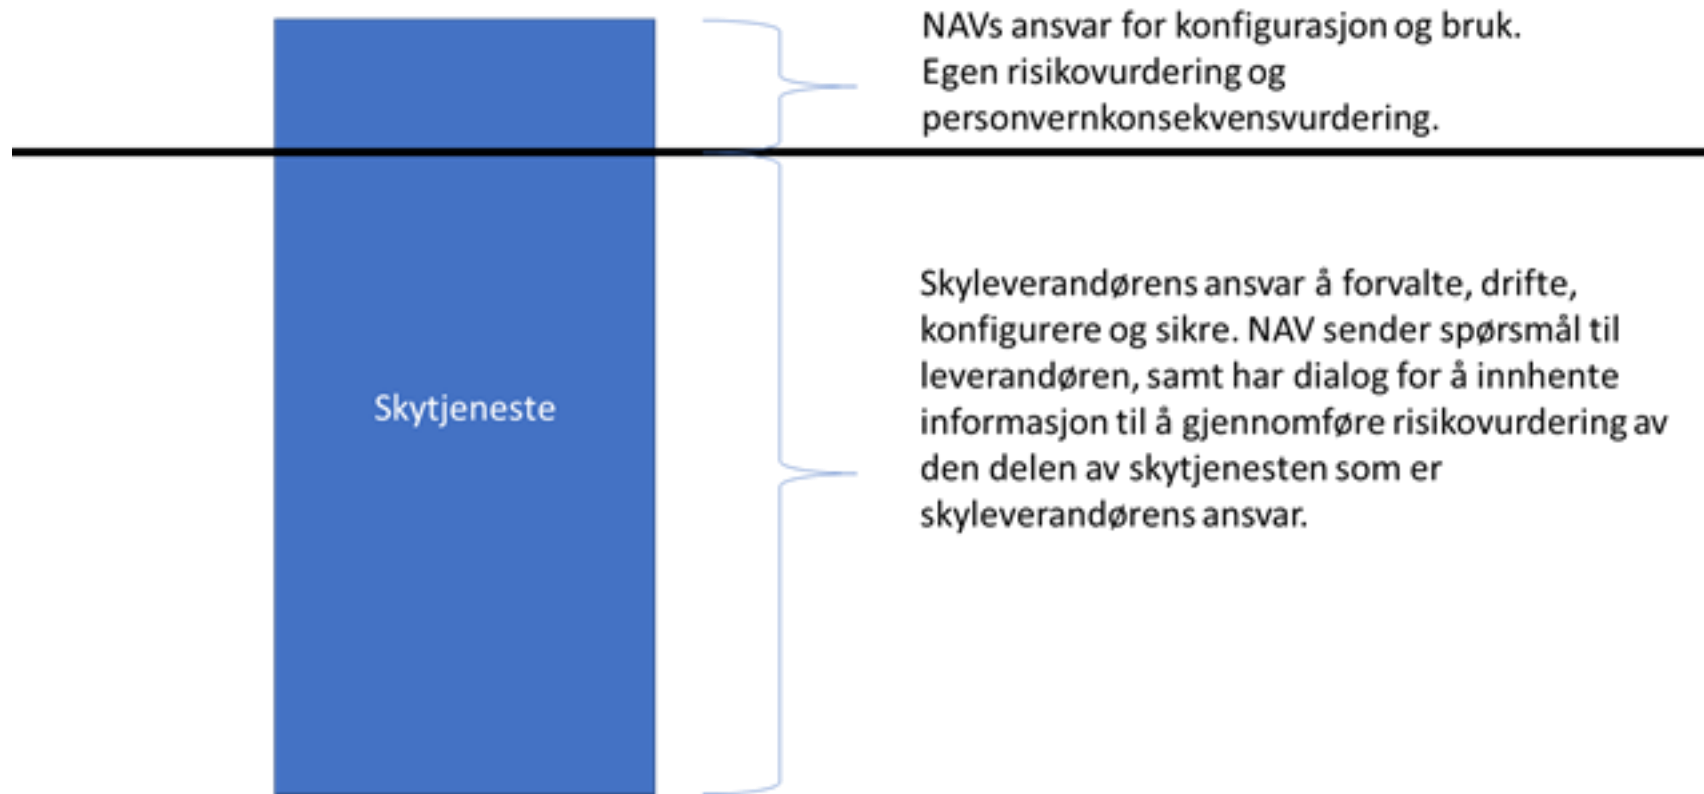 NAVs ansvar for konfigurasjon og bruk.
Egen risikovurdering og
personvernkonsekvensvurdering.
Skyleverandørens ansvar å forvalte, drifte,
konfigurere og sikre. NAV sender spørsmål til
leverandøren, samt har dialog for å innhente
informasjon til å gjennomføre risikovurdering av
den delen av skytjenesten som er
skyleverandørens ansvar.
Skytjeneste